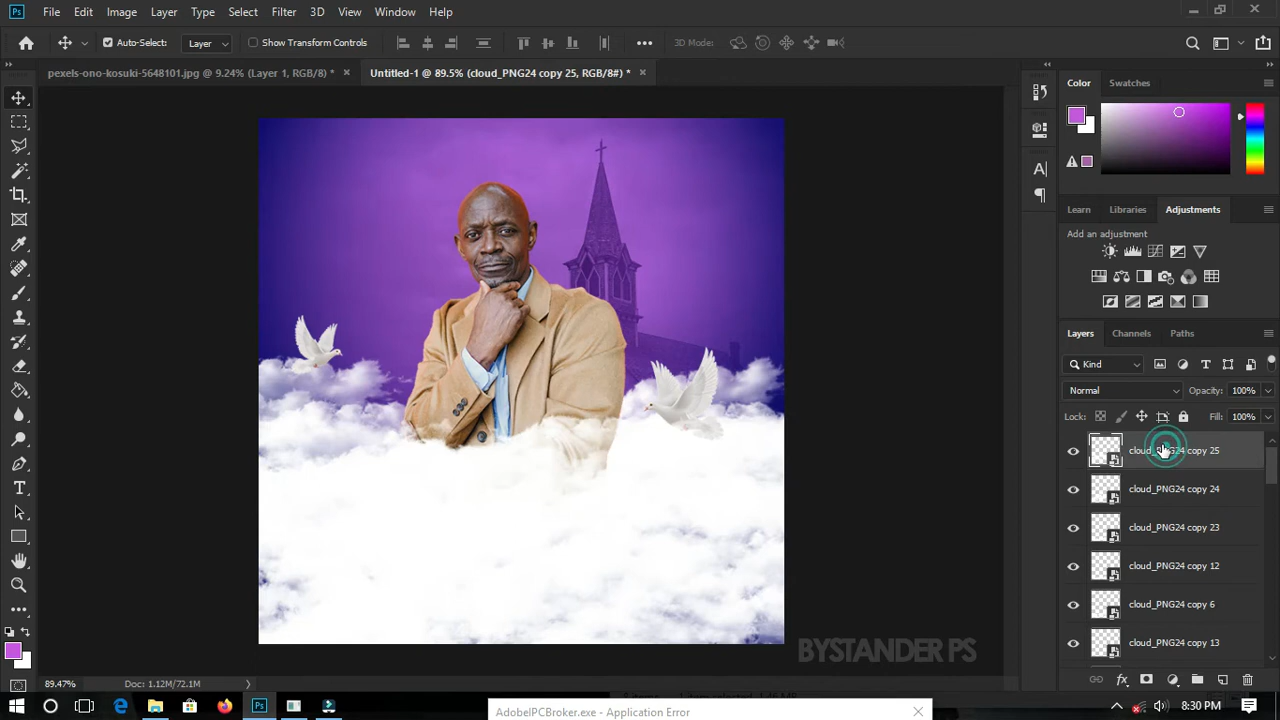 File Edit Image Layer Type Select Filter 3D View Window Help
Auto-Select: Layer Show Transform Controls 3D Mode:
pexels-ono-kosuki-5648101.jpg @ 9.24% (Layer 1, RGB/8) * Untitled-1 @ 89.5% (cloud_PNG24 copy 25, RGB/8#) *
Color Swatches
Learn Libraries Adjustments
Add an adjustment
Layers Channels Paths
Kind
Normal Opacity: 100%
Lock: Fill: 100%
cloud_PNG24 copy 25
cloud_PNG24 copy 24
cloud_PNG24 copy 23
cloud_PNG24 copy 12
cloud_PNG24 copy 6
cloud_PNG24 copy 13
BYSTANDER PS
89.47% Doc: 1.12M/72.1M
8:30 PM
AdobeIPCBroker.exe - Application Error